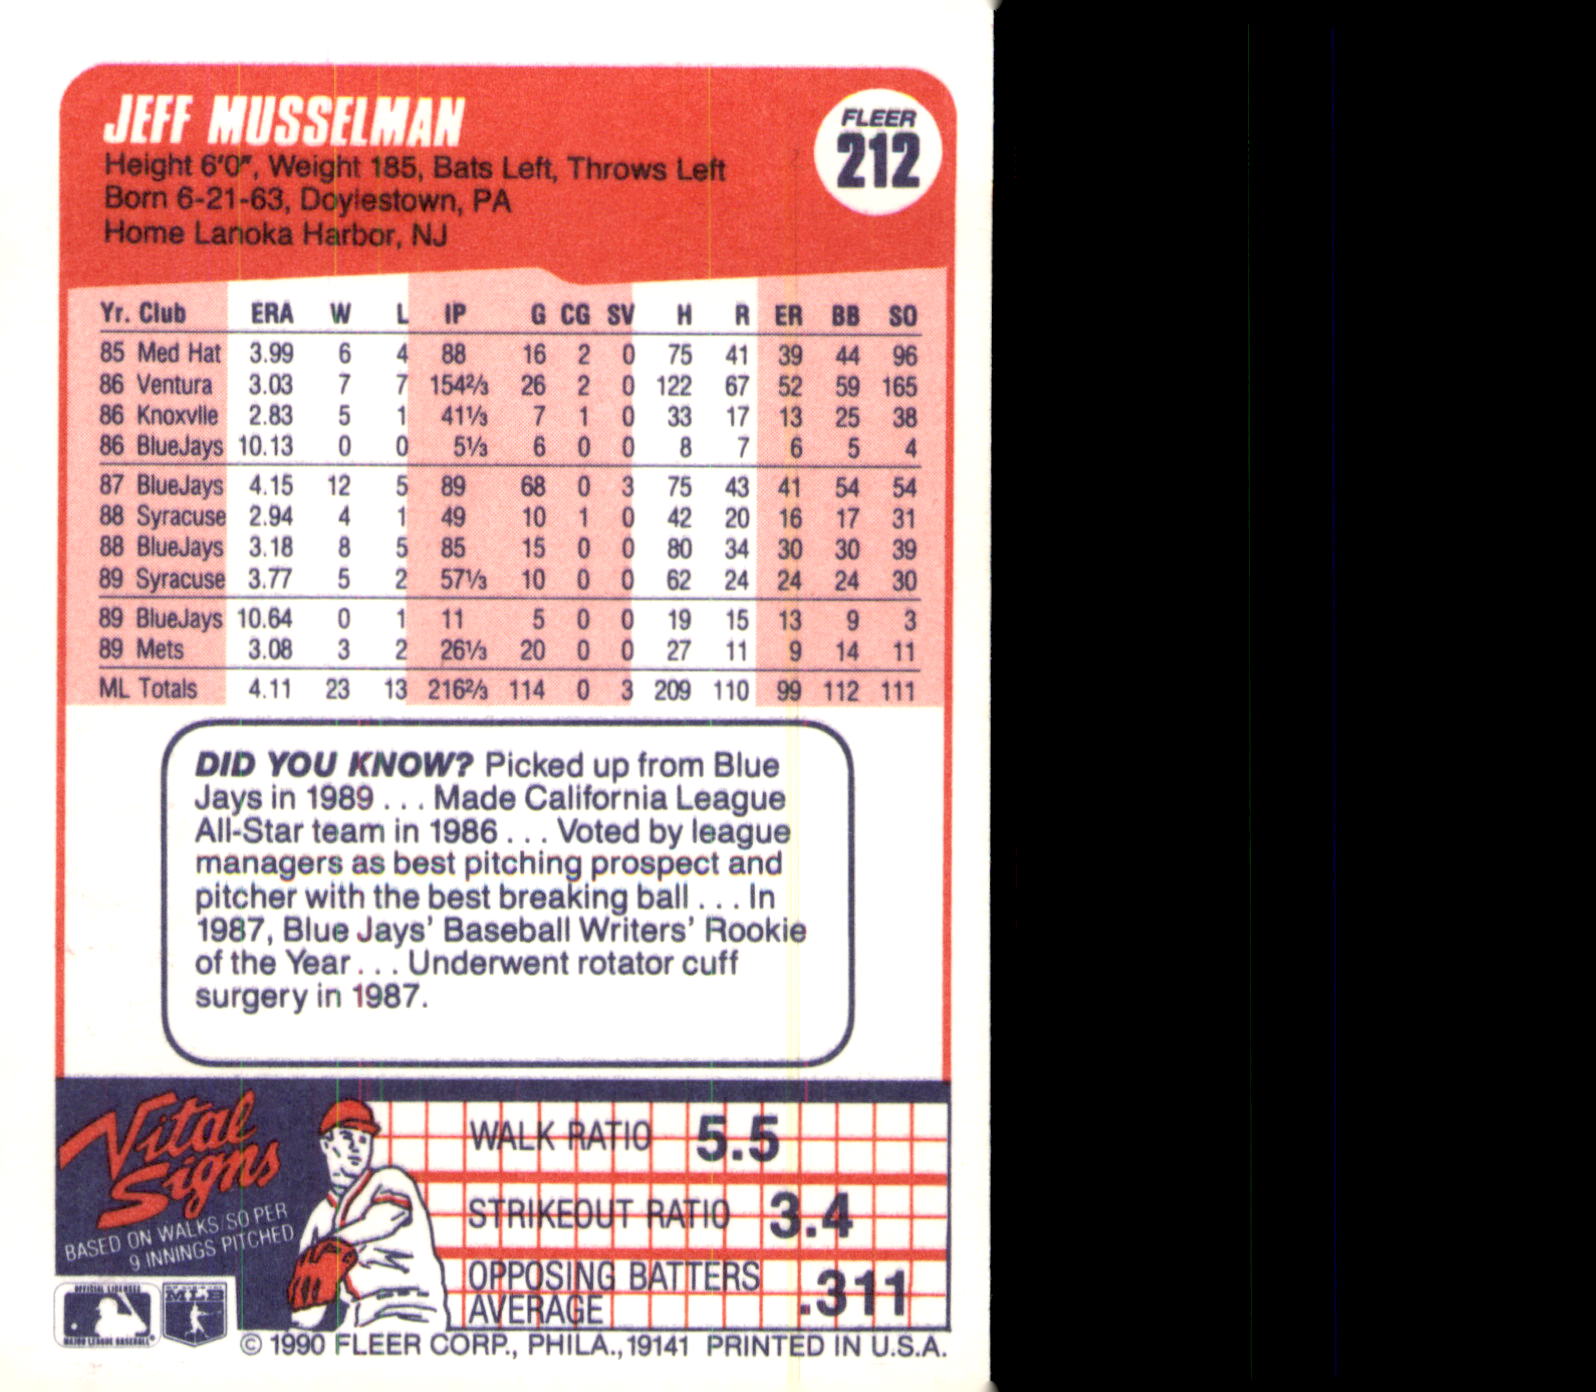 JEFF MUSSELMAN
FLEER
212
Height 6'0", Weight 185, Bats Left, Throws Left
Born 6-21-63, Doylestown, PA
Home Lanoka Harbor, NJ
Yr. Club ERA W L IP G CG SV H R ER BB SO
85 Med Hat 3.99 6 4 88 16 2 0 75 41 39 44 96
86 Ventura 3.03 7 7 154⅔ 26 2 0 122 67 52 59 165
86 Knoxvlle 2.83 5 1 41⅓ 7 1 0 33 17 13 25 38
86 BlueJays 10.13 0 0 5⅓ 6 0 0 8 7 6 5 4
87 BlueJays 4.15 12 5 89 68 0 3 75 43 41 54 54
88 Syracuse 2.94 4 1 49 10 1 0 42 20 16 17 31
88 BlueJays 3.18 8 5 85 15 0 0 80 34 30 30 39
89 Syracuse 3.77 5 2 57⅓ 10 0 0 62 24 24 24 30
89 BlueJays 10.64 0 1 11 5 0 0 19 15 13 9 3
89 Mets 3.08 3 2 26⅓ 20 0 0 27 11 9 14 11
ML Totals 4.11 23 13 216⅔ 114 0 3 209 110 99 112 111
DID YOU KNOW? Picked up from Blue
Jays in 1989 . . . Made California League
All-Star team in 1986 . . . Voted by league
managers as best pitching prospect and
pitcher with the best breaking ball . . . In
1987, Blue Jays' Baseball Writers' Rookie
of the Year . . . Underwent rotator cuff
surgery in 1987.
Vital
Signs
BASED ON WALKS/SO PER
9 INNINGS PITCHED
WALK RATIO 5.5
STRIKEOUT RATIO 3.4
OPPOSING BATTERS
AVERAGE .311
OFFICIAL LICENSEE
MAJOR LEAGUE BASEBALL
MLB
© 1990 FLEER CORP., PHILA., 19141 PRINTED IN U.S.A.